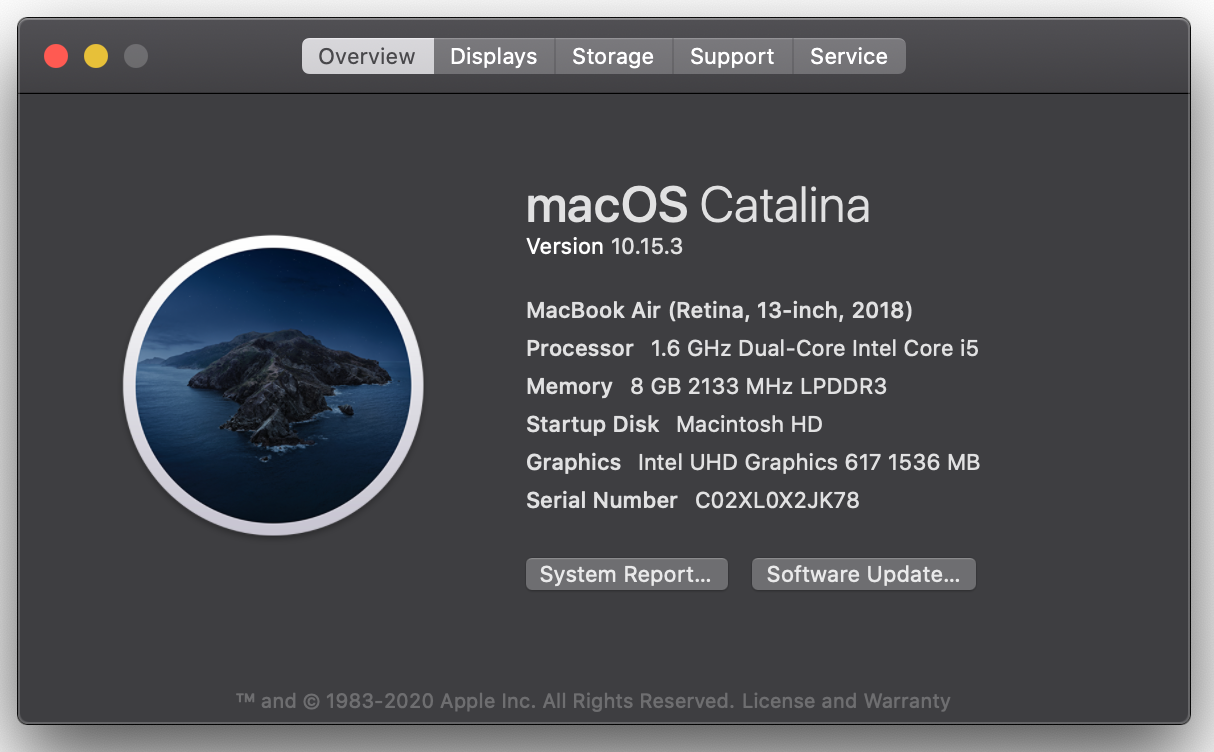 Overview Displays Storage Support Service
macOS Catalina
Version 10.15.3
MacBook Air (Retina, 13-inch, 2018)
Processor 1.6 GHz Dual-Core Intel Core i5
Memory 8 GB 2133 MHz LPDDR3
Startup Disk Macintosh HD
Graphics Intel UHD Graphics 617 1536 MB
Serial Number C02XL0X2JK78
System Report... Software Update...
™ and © 1983-2020 Apple Inc. All Rights Reserved. License and Warranty